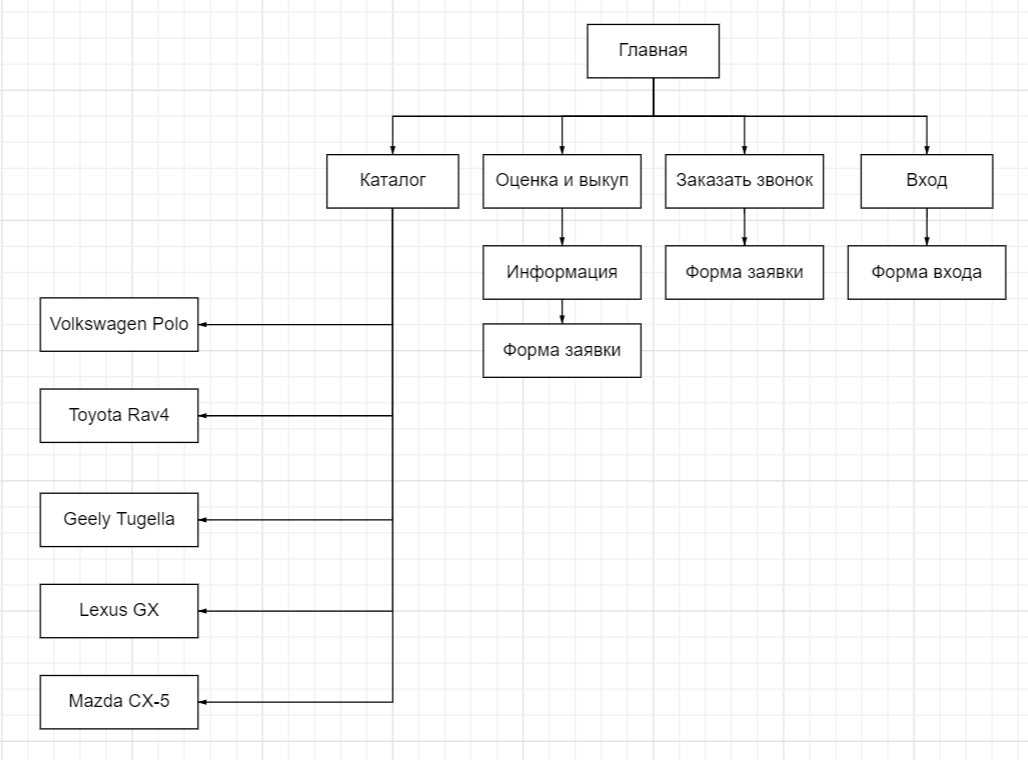 Главная
Каталог
Оценка и выкуп
Заказать звонок
Вход
Информация
Форма заявки
Форма входа
Форма заявки
Volkswagen Polo
Toyota Rav4
Geely Tugella
Lexus GX
Mazda CX-5